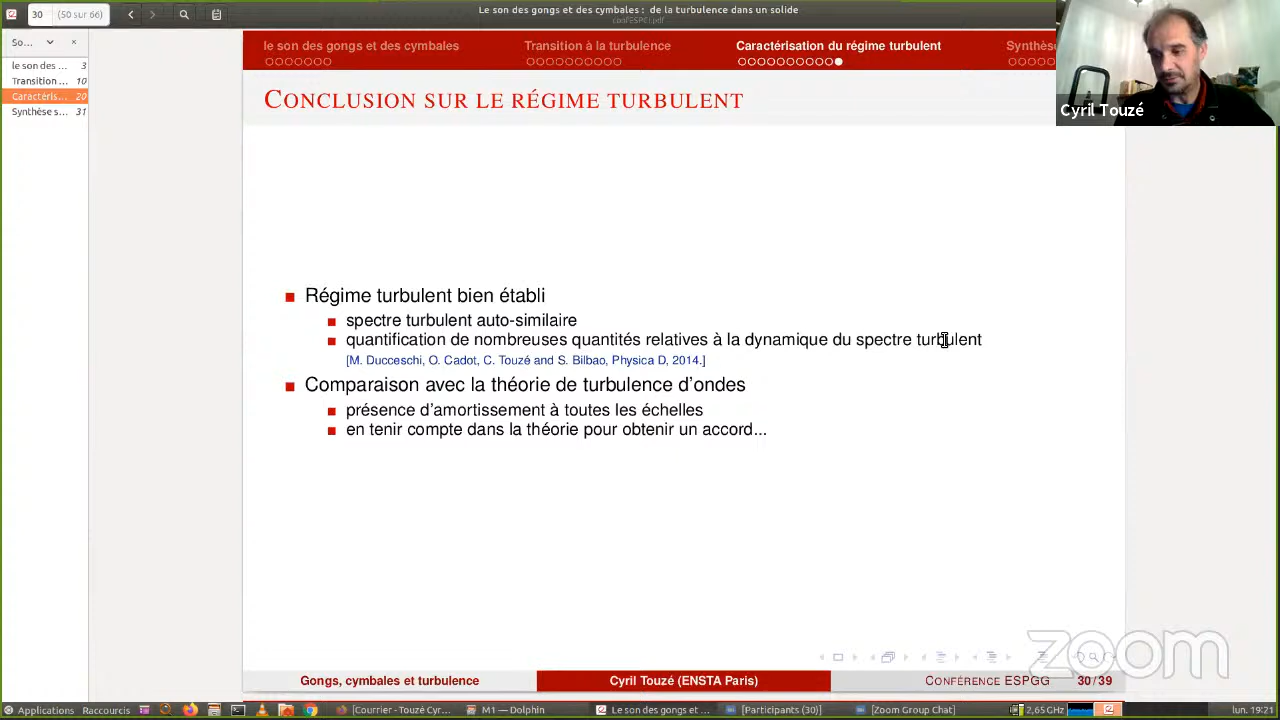 30
(50 sur 66)
Le son des gongs et des cymbales : de la turbulence dans un solide
confESPCI.pdf
So...
le son des ... 3
Transition ... 10
Caractéris... 20
Synthèse s... 31
le son des gongs et des cymbales
Transition à la turbulence
Caractérisation du régime turbulent
Synthèse
CONCLUSION SUR LE RÉGIME TURBULENT
Cyril Touzé
Régime turbulent bien établi
spectre turbulent auto-similaire
quantification de nombreuses quantités relatives à la dynamique du spectre turbulent
[M. Ducceschi, O. Cadot, C. Touzé and S. Bilbao, Physica D, 2014.]
Comparaison avec la théorie de turbulence d'ondes
présence d'amortissement à toutes les échelles
en tenir compte dans la théorie pour obtenir un accord...
zoom
Gongs, cymbales et turbulence
Cyril Touzé (ENSTA Paris)
CONFÉRENCE ESPGG
30/39
Applications
Raccourcis
[Courrier - Touzé Cyr...
M1 — Dolphin
Le son des gongs et ...
[Participants (30)]
[Zoom Group Chat]
2,65 GHz
lun. 19:21